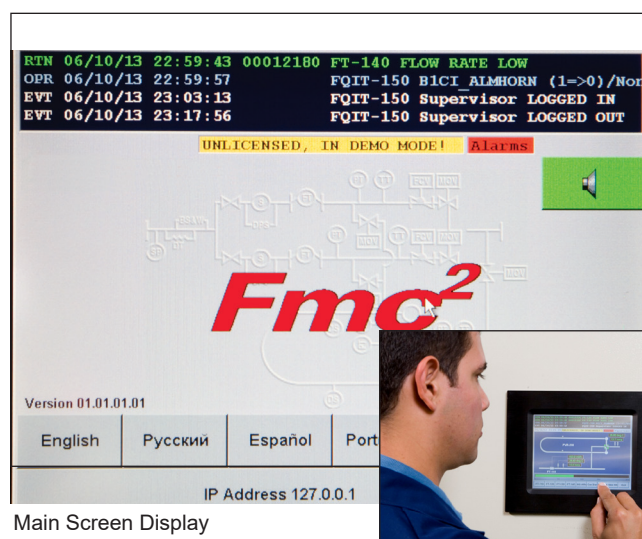 RTN 06/10/13 22:59:43 00012180 FT-140 FLOW RATE LOW
OPR 06/10/13 22:59:57 FQIT-150 B1CI_ALMHORN (1=>0)/Nor
EVT 06/10/13 23:03:13 FQIT-150 Supervisor LOGGED IN
EVT 06/10/13 23:17:56 FQIT-150 Supervisor LOGGED OUT
UNLICENSED, IN DEMO MODE! Alarms
Fmc²
Version 01.01.01.01
English Русский Español Port
IP Address 127.0.0.1
Main Screen Display